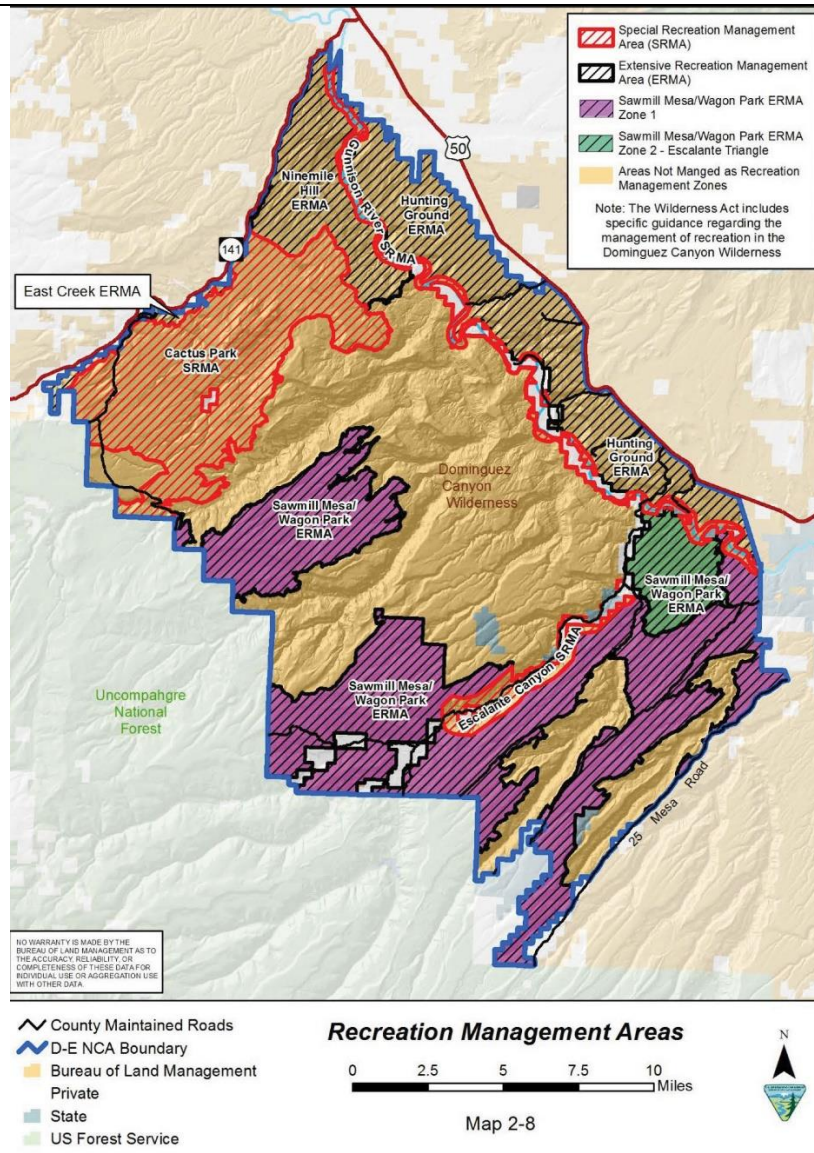 Special Recreation Management
Area (SRMA)
Extensive Recreation Management
Area (ERMA)
Sawmill Mesa/Wagon Park ERMA
Zone 1
Sawmill Mesa/Wagon Park ERMA
Zone 2 - Escalante Triangle
Areas Not Manged as Recreation
Management Zones
Note: The Wilderness Act includes
specific guidance regarding the
management of recreation in the
Dominguez Canyon Wilderness
50
Gunnison River SRMA
Ninemile
Hill
ERMA
Hunting
Ground
ERMA
141
East Creek ERMA
Cactus Park
SRMA
Dominguez
Canyon
Wilderness
Hunting
Ground
ERMA
Sawmill Mesa/
Wagon Park
ERMA
Sawmill Mesa/
Wagon Park
ERMA
Escalante Canyon SRMA
Sawmill Mesa/
Wagon Park
ERMA
Uncompahgre
National
Forest
25 Mesa Road
NO WARRANTY IS MADE BY THE
BUREAU OF LAND MANAGEMENT AS TO
THE ACCURACY, RELIABILITY, OR
COMPLETENESS OF THESE DATA FOR
INDIVIDUAL USE OR AGGREGATION USE
WITH OTHER DATA.
County Maintained Roads
D-E NCA Boundary
Bureau of Land Management
Private
State
US Forest Service
Recreation Management Areas
0 2.5 5 7.5 10
Miles
Map 2-8
N